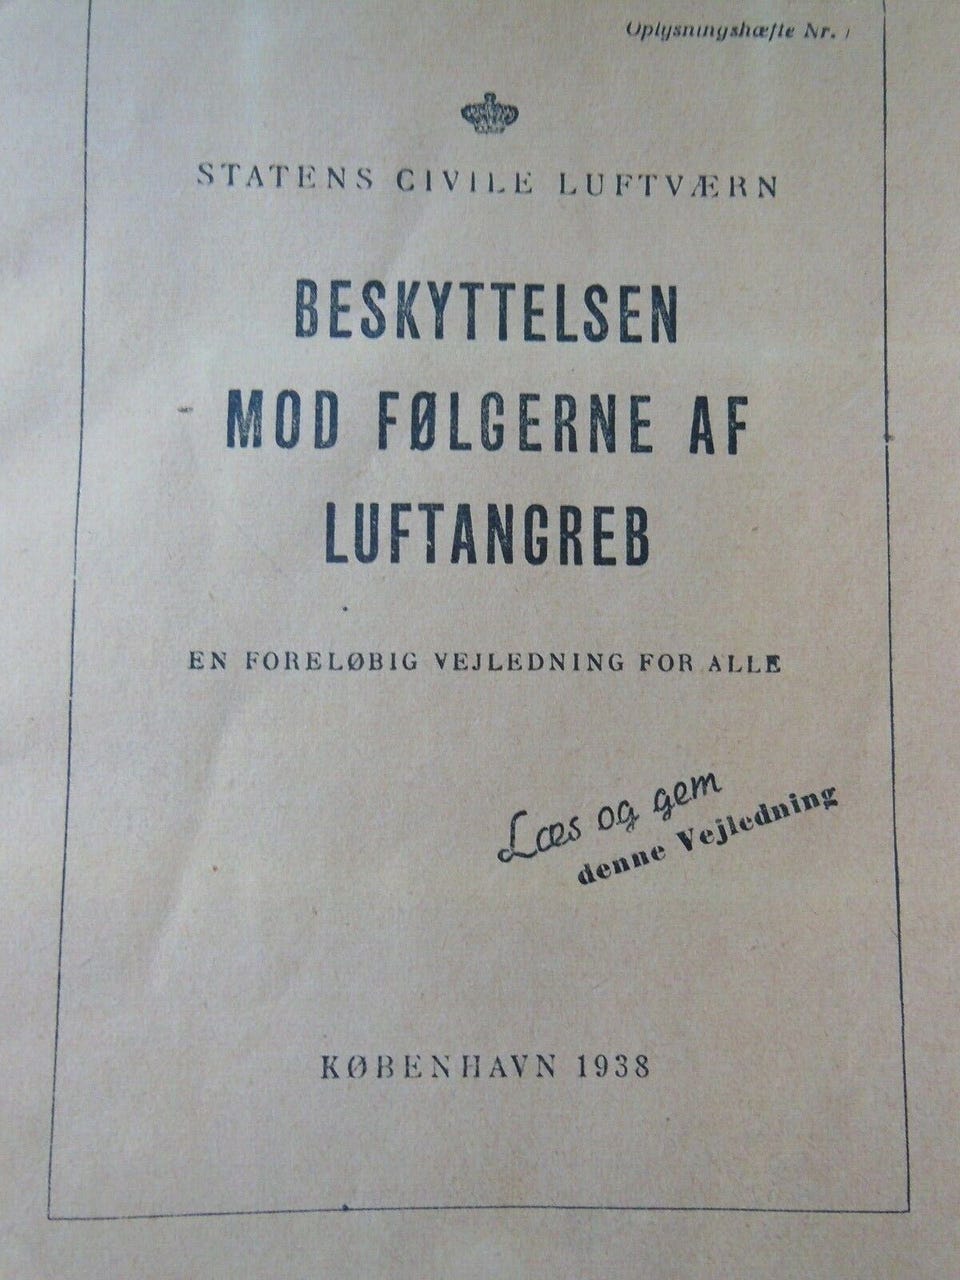 Oplysningshæfte Nr. 1
STATENS CIVILE LUFTVÆRN
BESKYTTELSEN
MOD FØLGERNE AF
LUFTANGREB
EN FORELØBIG VEJLEDNING FOR ALLE
Læs og gem
denne Vejledning
KØBENHAVN 1938